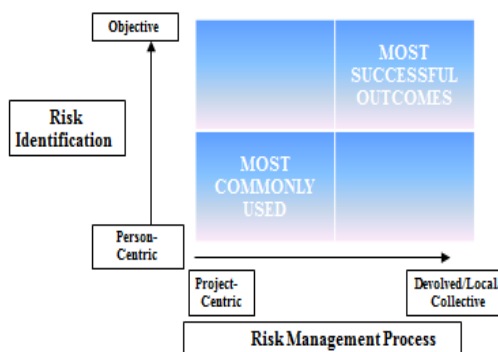 Objective
MOST
SUCCESSFUL
OUTCOMES
Risk
Identification
MOST
COMMONLY
USED
Person-
Centric
Project-
Centric
Devolved/Local
Collective
Risk Management Process